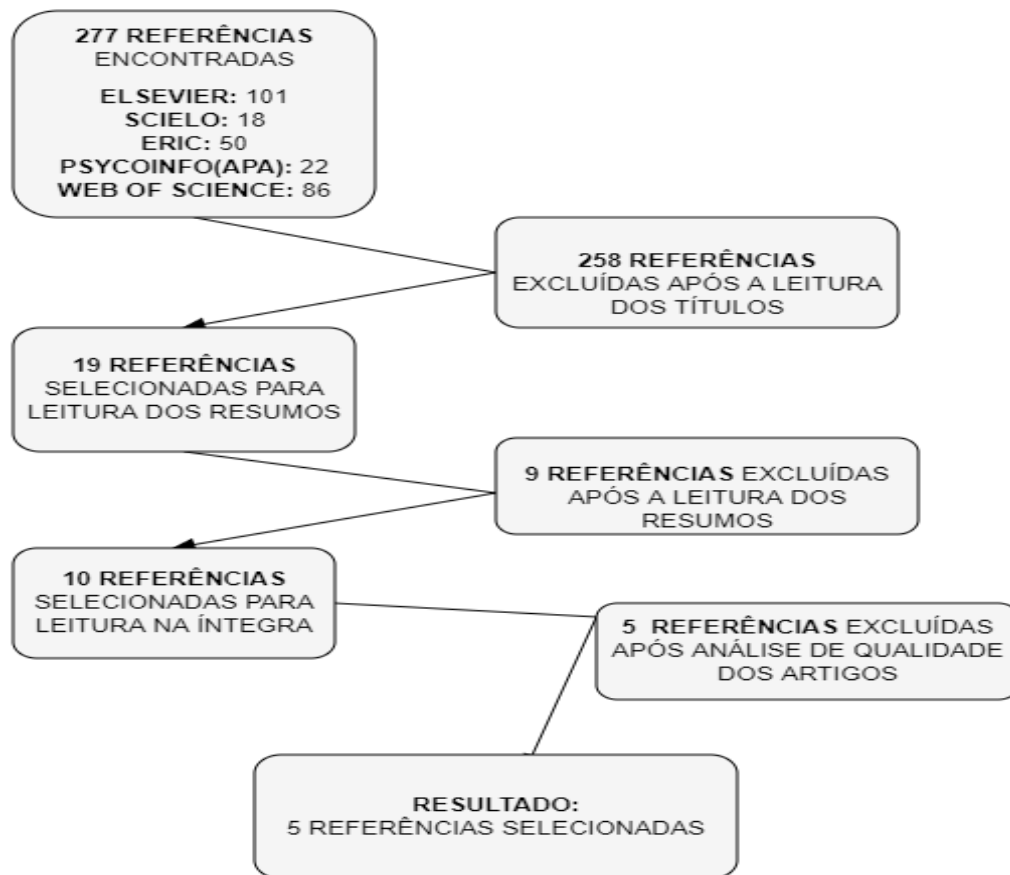 277 REFERÊNCIAS
ENCONTRADAS
ELSEVIER: 101
SCIELO: 18
ERIC: 50
PSYCOINFO(APA): 22
WEB OF SCIENCE: 86
258 REFERÊNCIAS
EXCLUÍDAS APÓS A LEITURA
DOS TÍTULOS
19 REFERÊNCIAS
SELECIONADAS PARA
LEITURA DOS RESUMOS
9 REFERÊNCIAS EXCLUÍDAS
APÓS A LEITURA DOS
RESUMOS
10 REFERÊNCIAS
SELECIONADAS PARA
LEITURA NA ÍNTEGRA
5 REFERÊNCIAS EXCLUÍDAS
APÓS ANÁLISE DE QUALIDADE
DOS ARTIGOS
RESULTADO:
5 REFERÊNCIAS SELECIONADAS